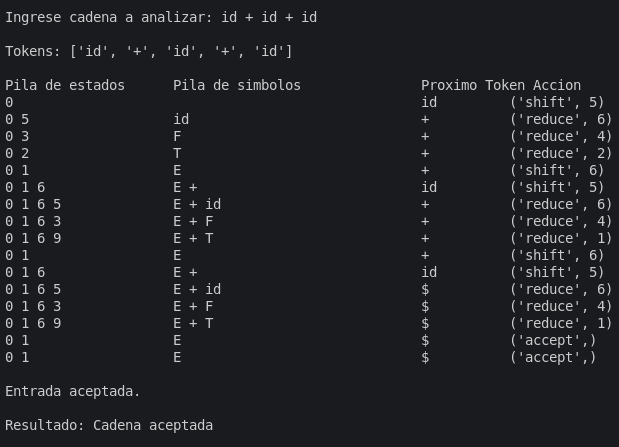 Ingrese cadena a analizar: id + id + id
Tokens: ['id', '+', 'id', '+', 'id']
Pila de estados      Pila de simbolos               Proximo Token Accion
0                                                   id         ('shift', 5)
0 5                  id                             +          ('reduce', 6)
0 3                  F                              +          ('reduce', 4)
0 2                  T                              +          ('reduce', 2)
0 1                  E                              +          ('shift', 6)
0 1 6                E +                            id         ('shift', 5)
0 1 6 5              E + id                         +          ('reduce', 6)
0 1 6 3              E + F                          +          ('reduce', 4)
0 1 6 9              E + T                          +          ('reduce', 1)
0 1                  E                              +          ('shift', 6)
0 1 6                E +                            id         ('shift', 5)
0 1 6 5              E + id                         $          ('reduce', 6)
0 1 6 3              E + F                          $          ('reduce', 4)
0 1 6 9              E + T                          $          ('reduce', 1)
0 1                  E                              $          ('accept',)
0 1                  E                              $          ('accept',)
Entrada aceptada.
Resultado: Cadena aceptada